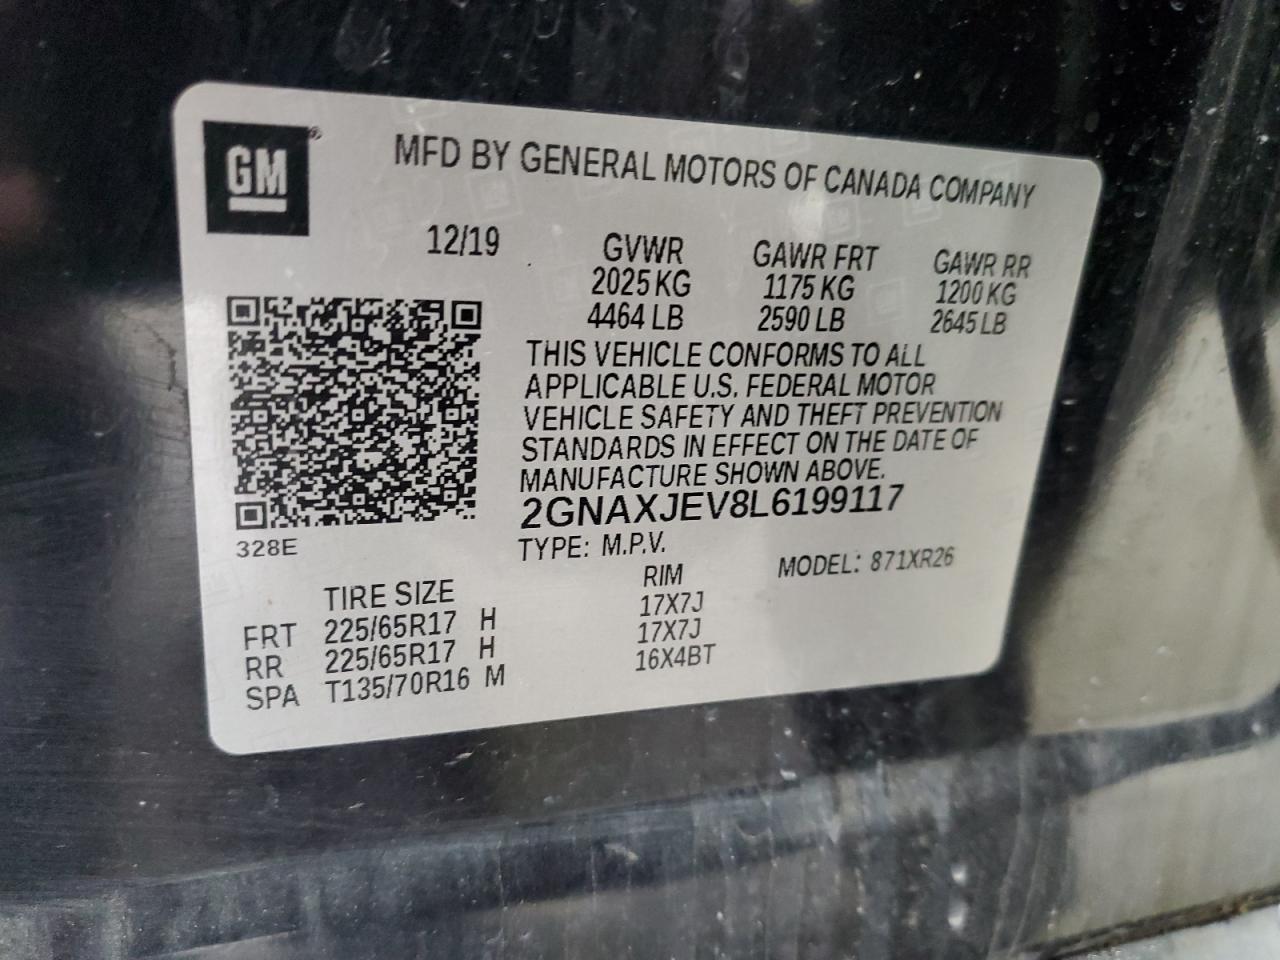 GM ®
MFD BY GENERAL MOTORS OF CANADA COMPANY
12/19 GVWR GAWR FRT GAWR RR
2025 KG 1175 KG 1200 KG
4464 LB 2590 LB 2645 LB
THIS VEHICLE CONFORMS TO ALL
APPLICABLE U.S. FEDERAL MOTOR
VEHICLE SAFETY AND THEFT PREVENTION
STANDARDS IN EFFECT ON THE DATE OF
MANUFACTURE SHOWN ABOVE.
2GNAXJEV8L6199117
328E
TYPE: M.P.V. MODEL: 871XR26
TIRE SIZE RIM
FRT 225/65R17 H 17X7J
RR 225/65R17 H 17X7J
SPA T135/70R16 M 16X4BT